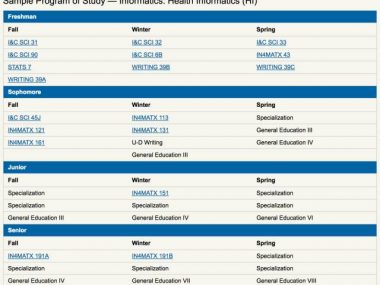 Sample Program of Study — Informatics: Health Informatics (HI)
Freshman
Fall Winter Spring
I&C SCI 31 I&C SCI 32 I&C SCI 33
I&C SCI 90 I&C SCI 6B IN4MATX 43
STATS 7 WRITING 39B WRITING 39C
WRITING 39A
Sophomore
Fall Winter Spring
I&C SCI 45J IN4MATX 113 Specialization
IN4MATX 121 IN4MATX 131 General Education III
IN4MATX 161 U-D Writing General Education IV
General Education III
Junior
Fall Winter Spring
Specialization IN4MATX 151 Specialization
Specialization Specialization Specialization
General Education III General Education IV General Education VI
Senior
Fall Winter Spring
IN4MATX 191A IN4MATX 191B Specialization
Specialization Specialization Specialization
General Education IV General Education VII General Education VIII